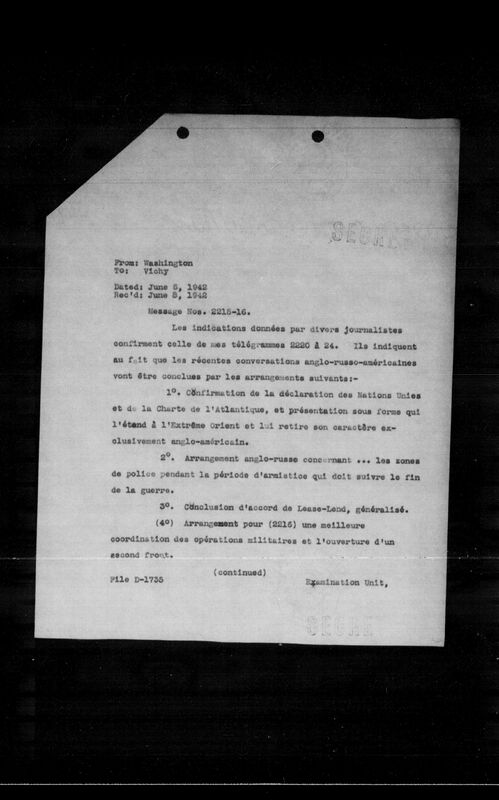 From: Washington
To: Vichy
Dated: June 6, 1942
Rec'd: June 8, 1942
Message Nos. 2215-16.
Les indications données par divers journalistes
confirment celle de mes télégrammes 2220 à 24. Ils indiquent
au fait que les récentes conversations anglo-russo-américaines
vont être conclues par les arrangements suivants:-
1°. Confirmation de la déclaration des Nations Unies
et de la Charte de l'Atlantique, et présentation sous forme qui
l'étend à l'Extrême Orient et lui retire son caractère ex-
clusivement anglo-américain.
2°. Arrangement anglo-russe concernant ... les zones
de police pendant la période d'armistice qui doit suivre le fin
de la guerre.
3°. Conclusion d'accord de Lease-Lend, généralisé.
(4°) Arrangement pour (2216) une meilleure
coordination des opérations militaires et l'ouverture d'un
second front.
(continued)
File D-1735
Examination Unit,